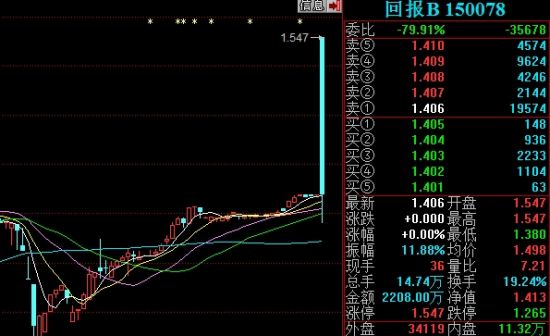 信息
回报B 150078
1.547
委比 -79.91% -35678
卖⑤ 1.410 4574
卖④ 1.409 9624
卖③ 1.408 4246
卖② 1.407 2144
卖① 1.406 19574
买① 1.405 148
买② 1.404 936
买③ 1.403 2233
买④ 1.402 1104
买⑤ 1.401 63
最新 1.406 开盘 1.547
涨跌 +0.000 最高 1.547
涨幅 +0.00% 最低 1.380
振幅 11.88% 均价 1.498
现手 36 量比 7.21
总手 14.74万 换手 19.24%
金额 2208.00万 净值 1.413
涨停 1.547 跌停 1.265
外盘 34119 内盘 11.32万